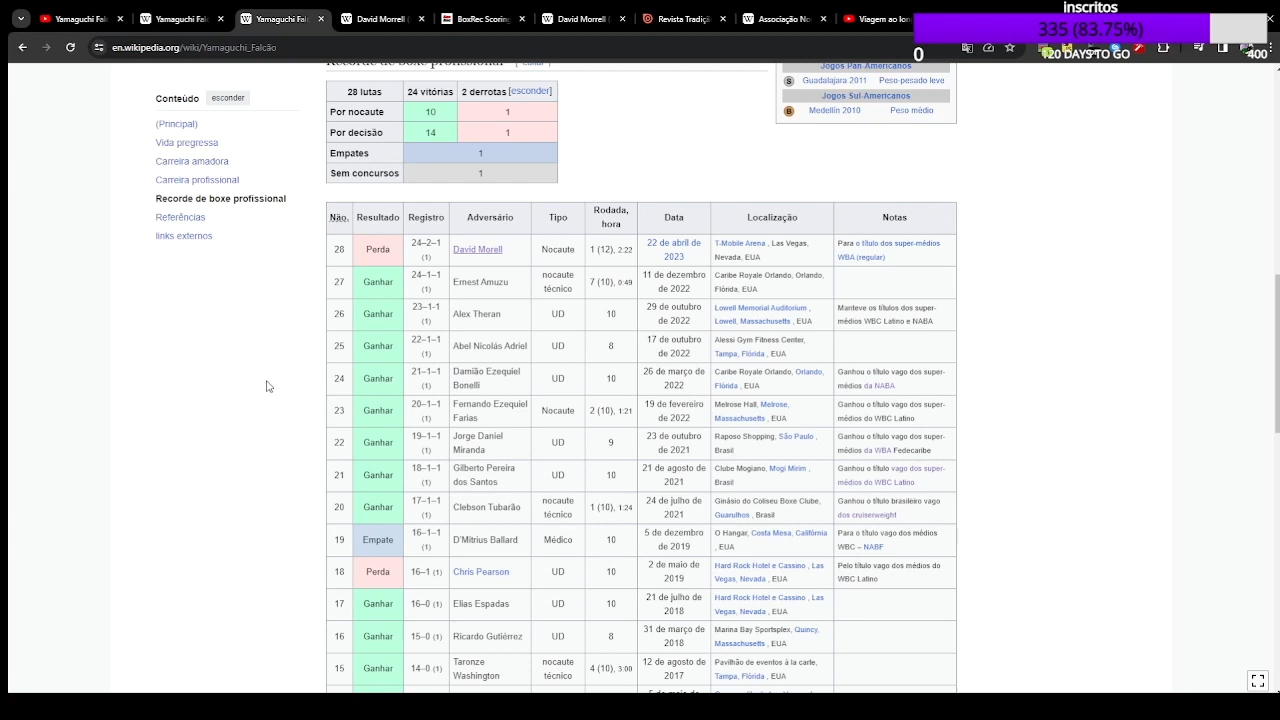 inscritos
Yamaguchi Falc
Yamaguchi Fal
Yamaguchi Falc
David Morell (
BoxRec Scoring
David Morell (
Revista Tradiçã
Associação No
Viagem ao lon
335 (83.75%)
en.wikipedia.org/wiki/Yamaguchi_Falcão
0
120 DAYS TO GO
400
Recorde de boxe profissional [ editar ]
Jogos Pan-Americanos
S Guadalajara 2011 Peso-pesado leve
Jogos Sul-Americanos
B Medellín 2010 Peso médio
Conteúdo esconder
(Principal)
Vida pregressa
Carreira amadora
Carreira profissional
Recorde de boxe profissional
Referências
links externos
28 lutas 24 vitórias 2 derrotas [esconder]
Por nocaute 10 1
Por decisão 14 1
Empates 1
Sem concursos 1
Não. Resultado Registro Adversário Tipo Rodada, hora Data Localização Notas
28 Perda 24–2–1 (1) David Morell Nocaute 1 (12), 2:22 22 de abril de 2023 T-Mobile Arena , Las Vegas, Nevada, EUA Para o título dos super-médios WBA (regular)
27 Ganhar 24–1–1 (1) Ernest Amuzu nocaute técnico 7 (10), 0:49 11 de dezembro de 2022 Caribe Royale Orlando, Orlando, Flórida, EUA
26 Ganhar 23–1–1 (1) Alex Theran UD 10 29 de outubro de 2022 Lowell Memorial Auditorium , Lowell, Massachusetts , EUA Manteve os títulos dos super-médios WBC Latino e NABA
25 Ganhar 22–1–1 (1) Abel Nicolás Adriel UD 8 17 de outubro de 2022 Alessi Gym Fitness Center, Tampa, Flórida , EUA
24 Ganhar 21–1–1 (1) Damião Ezequiel Bonelli UD 10 26 de março de 2022 Caribe Royale Orlando, Orlando, Flórida , EUA Ganhou o título vago dos super-médios da NABA
23 Ganhar 20–1–1 (1) Fernando Ezequiel Farias Nocaute 2 (10), 1:21 19 de fevereiro de 2022 Melrose Hall, Melrose, Massachusetts , EUA Ganhou o título vago dos super-médios do WBC Latino
22 Ganhar 19–1–1 (1) Jorge Daniel Miranda UD 9 23 de outubro de 2021 Raposo Shopping, São Paulo , Brasil Ganhou o título vago dos super-médios da WBA Fedecaribe
21 Ganhar 18–1–1 (1) Gilberto Pereira dos Santos UD 10 21 de agosto de 2021 Clube Mogiano, Mogi Mirim , Brasil Ganhou o título vago dos super-médios do WBC Latino
20 Ganhar 17–1–1 (1) Clebson Tubarão nocaute técnico 1 (10), 1:24 24 de julho de 2021 Ginásio do Coliseu Boxe Clube, Guarulhos , Brasil Ganhou o título brasileiro vago dos cruiserweight
19 Empate 16–1–1 (1) D'Mitrius Ballard Médico 10 5 de dezembro de 2019 O Hangar, Costa Mesa, Califórnia , EUA Para o título vago dos médios WBC – NABF
18 Perda 16–1 (1) Chris Pearson UD 10 2 de maio de 2019 Hard Rock Hotel e Cassino , Las Vegas, Nevada , EUA Pelo título vago dos médios do WBC Latino
17 Ganhar 16–0 (1) Elias Espadas UD 10 21 de julho de 2018 Hard Rock Hotel e Cassino , Las Vegas, Nevada , EUA
16 Ganhar 15–0 (1) Ricardo Gutiérrez UD 8 31 de março de 2018 Marina Bay Sportsplex, Quincy, Massachusetts , EUA
15 Ganhar 14–0 (1) Taronze Washington nocaute técnico 4 (10), 3:00 12 de agosto de 2017 Pavilhão de eventos à la carte, Tampa, Flórida , EUA